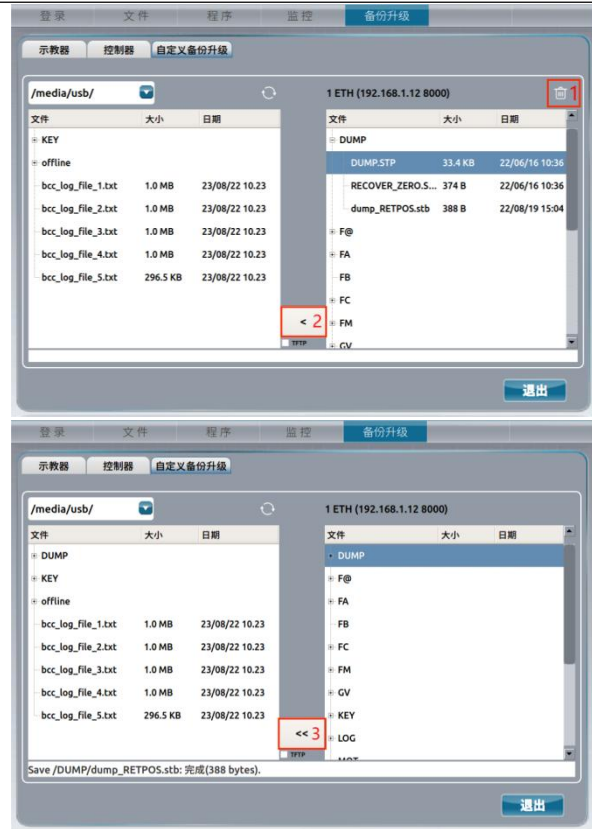 登录 文件 程序 监控 备份升级
示教器 控制器 自定义备份升级
/media/usb/ 1 ETH (192.168.1.12 8000) 1
文件 大小 日期 文件 大小 日期
KEY DUMP
offline DUMP.STP 33.4 KB 22/06/16 10:36
bcc_log_file_1.txt 1.0 MB 23/08/22 10.23 RECOVER_ZERO.S... 374 B 22/06/16 10:36
bcc_log_file_2.txt 1.0 MB 23/08/22 10.23 dump_RETPOS.stb 388 B 22/08/19 15:04
bcc_log_file_3.txt 1.0 MB 23/08/22 10.23 F@
bcc_log_file_4.txt 1.0 MB 23/08/22 10.23 FA
bcc_log_file_5.txt 296.5 KB 23/08/22 10.23 FB
FC
< 2 FM
TFTP GV
退出
登录 文件 程序 监控 备份升级
示教器 控制器 自定义备份升级
/media/usb/ 1 ETH (192.168.1.12 8000)
文件 大小 日期 文件 大小 日期
DUMP DUMP
KEY F@
offline FA
bcc_log_file_1.txt 1.0 MB 23/08/22 10.23 FB
bcc_log_file_2.txt 1.0 MB 23/08/22 10.23 FC
bcc_log_file_3.txt 1.0 MB 23/08/22 10.23 FM
bcc_log_file_4.txt 1.0 MB 23/08/22 10.23 GV
bcc_log_file_5.txt 296.5 KB 23/08/22 10.23 KEY
<< 3 LOG
TFTP
Save /DUMP/dump_RETPOS.stb: 完成(388 bytes).
退出